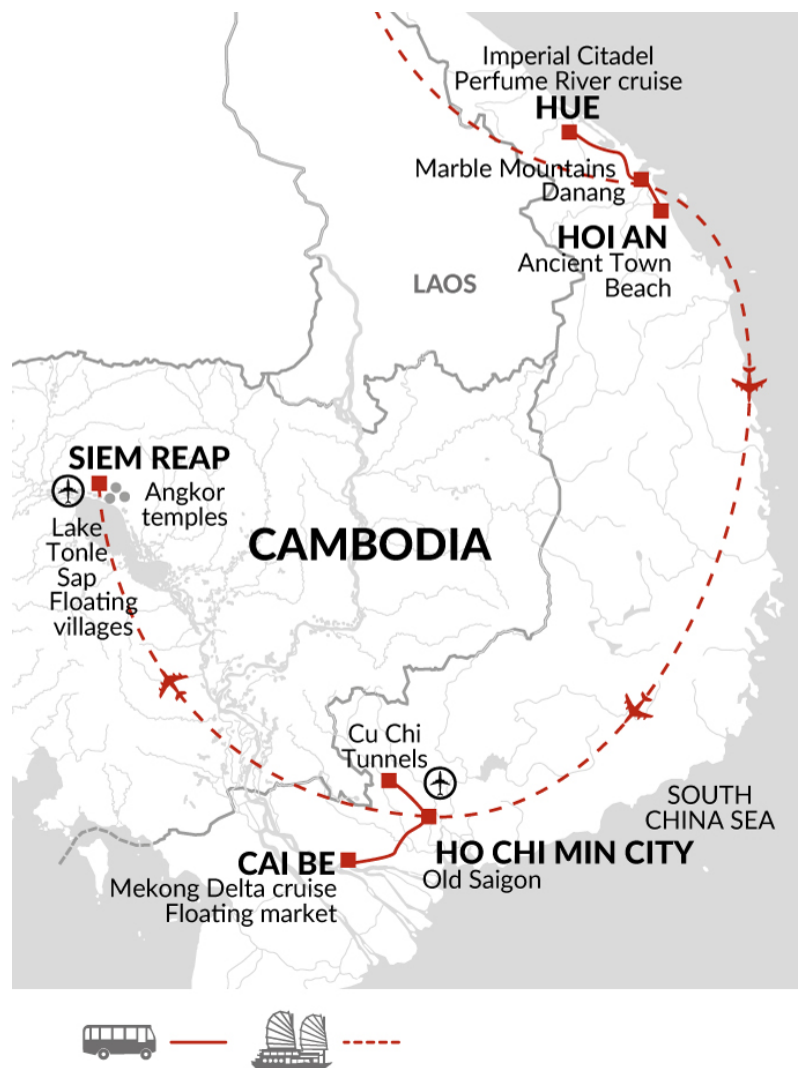 Imperial Citadel
Perfume River cruise
HUE
Marble Mountains
Danang
HOI AN
Ancient Town
Beach
LAOS
SIEM REAP
Angkor
temples
Lake
Tonle
Sap
Floating
villages
CAMBODIA
Cu Chi
Tunnels
SOUTH
CHINA SEA
HO CHI MIN CITY
Old Saigon
CAI BE
Mekong Delta cruise
Floating market